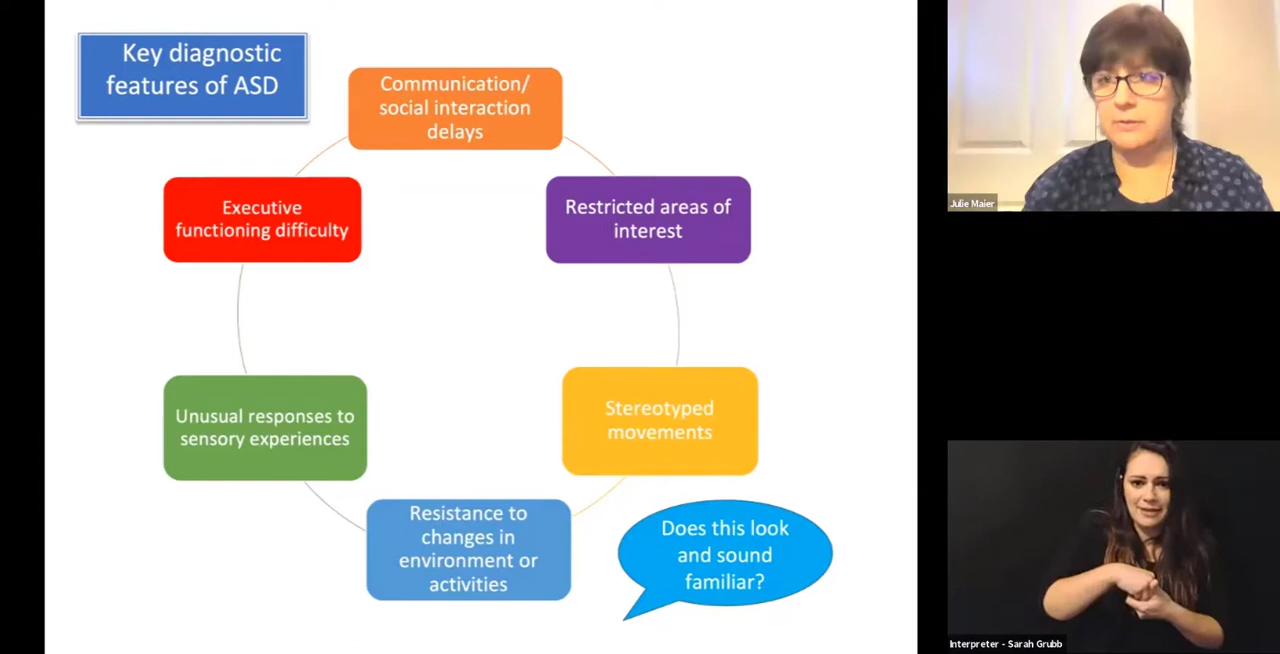 Key diagnostic
features of ASD
Communication/
social interaction
delays
Restricted areas of
interest
Stereotyped
movements
Resistance to
changes in
environment or
activities
Unusual responses to
sensory experiences
Executive
functioning difficulty
Does this look
and sound
familiar?
Julie Maier
Interpreter - Sarah Grubb